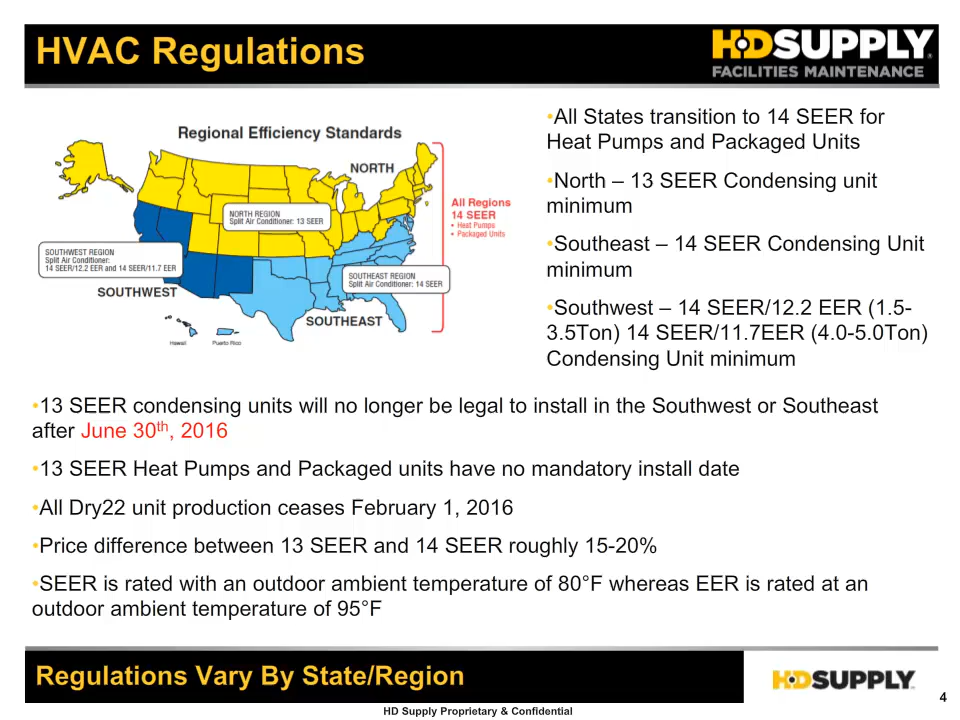 HVAC Regulations
HDSUPPLY®
FACILITIES MAINTENANCE
Regional Efficiency Standards
NORTH
NORTH REGION
Split Air Conditioner: 13 SEER
All Regions
14 SEER
• Heat Pumps
• Packaged Units
SOUTHWEST REGION
Split Air Conditioner:
14 SEER/12.2 EER and 14 SEER/11.7 EER
SOUTHWEST
SOUTHEAST REGION
Split Air Conditioner: 14 SEER
SOUTHEAST
Hawaii
Puerto Rico
•All States transition to 14 SEER for
Heat Pumps and Packaged Units
•North – 13 SEER Condensing unit
minimum
•Southeast – 14 SEER Condensing Unit
minimum
•Southwest – 14 SEER/12.2 EER (1.5-
3.5Ton) 14 SEER/11.7EER (4.0-5.0Ton)
Condensing Unit minimum
•13 SEER condensing units will no longer be legal to install in the Southwest or Southeast
after June 30th, 2016
•13 SEER Heat Pumps and Packaged units have no mandatory install date
•All Dry22 unit production ceases February 1, 2016
•Price difference between 13 SEER and 14 SEER roughly 15-20%
•SEER is rated with an outdoor ambient temperature of 80°F whereas EER is rated at an
outdoor ambient temperature of 95°F
Regulations Vary By State/Region
HDSUPPLY®
4
HD Supply Proprietary & Confidential